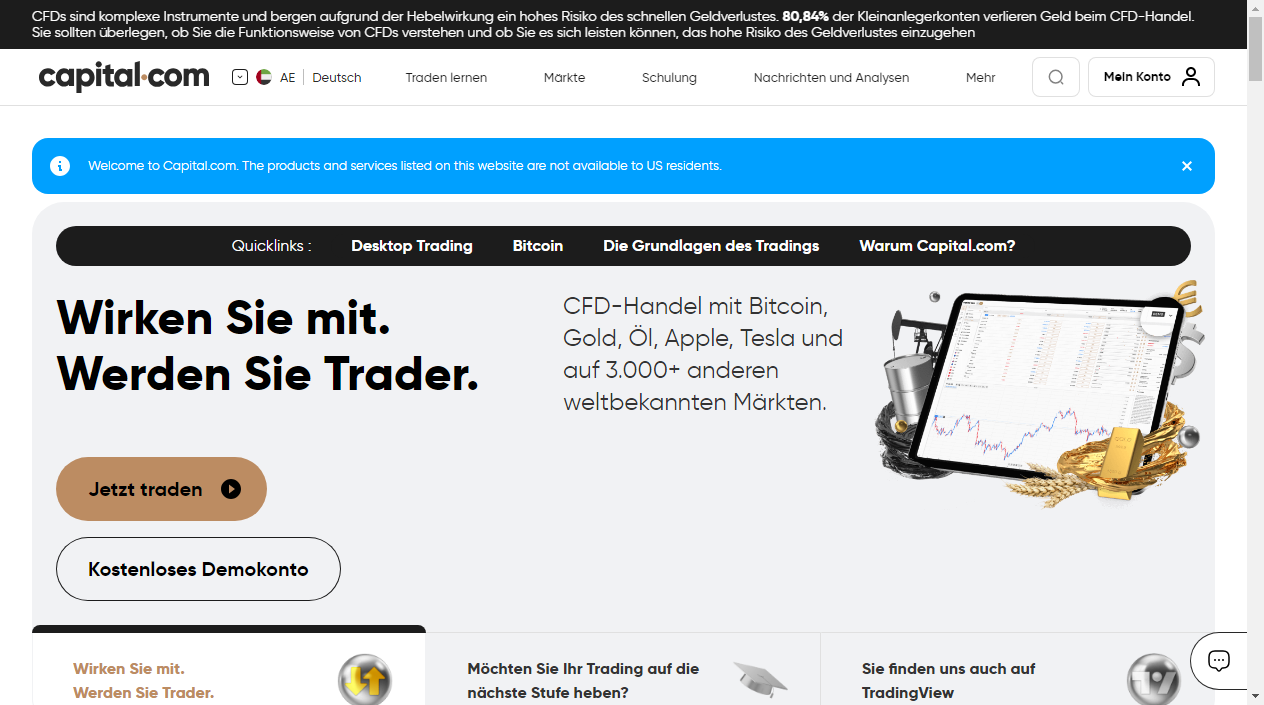 CFDs sind komplexe Instrumente und bergen aufgrund der Hebelwirkung ein hohes Risiko des schnellen Geldverlustes. 80,84% der Kleinanlegerkonten verlieren Geld beim CFD-Handel.
Sie sollten überlegen, ob Sie die Funktionsweise von CFDs verstehen und ob Sie es sich leisten können, das hohe Risiko des Geldverlustes einzugehen
capital.com
AE
Deutsch
Traden lernen
Märkte
Schulung
Nachrichten und Analysen
Mehr
Mein Konto
Welcome to Capital.com. The products and services listed on this website are not available to US residents.
Quicklinks :
Desktop Trading
Bitcoin
Die Grundlagen des Tradings
Warum Capital.com?
Wirken Sie mit.
Werden Sie Trader.
CFD-Handel mit Bitcoin,
Gold, Öl, Apple, Tesla und
auf 3.000+ anderen
weltbekannten Märkten.
Jetzt traden
Kostenloses Demokonto
Wirken Sie mit.
Werden Sie Trader.
Möchten Sie Ihr Trading auf die
nächste Stufe heben?
Sie finden uns auch auf
TradingView